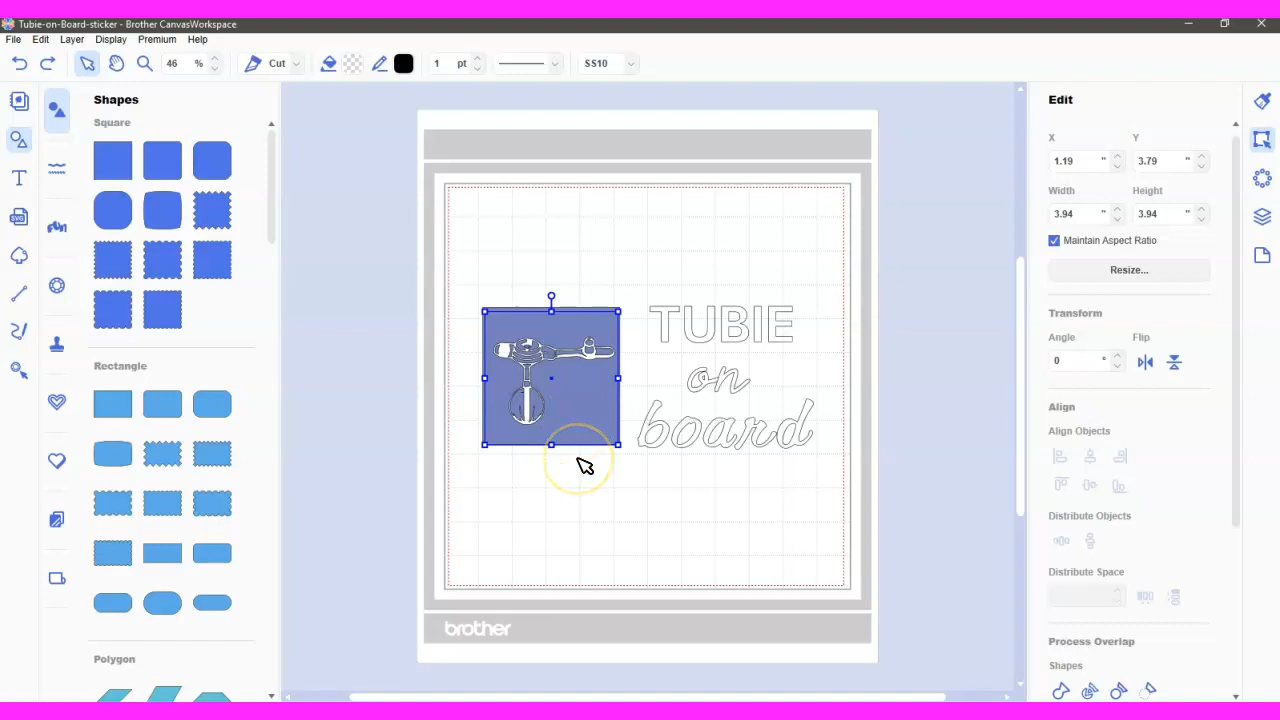 Tubie-on-Board-sticker - Brother CanvasWorkspace
File Edit Layer Display Premium Help
46 % Cut 1 pt SS10
Shapes
Square
Rectangle
Polygon
SVG
TUBIE
on
board
brother
Edit
X Y
1.19 " 3.79 "
Width Height
3.94 " 3.94 "
Maintain Aspect Ratio
Resize...
Transform
Angle Flip
0 °
Align
Align Objects
Distribute Objects
Distribute Space
Process Overlap
Shapes